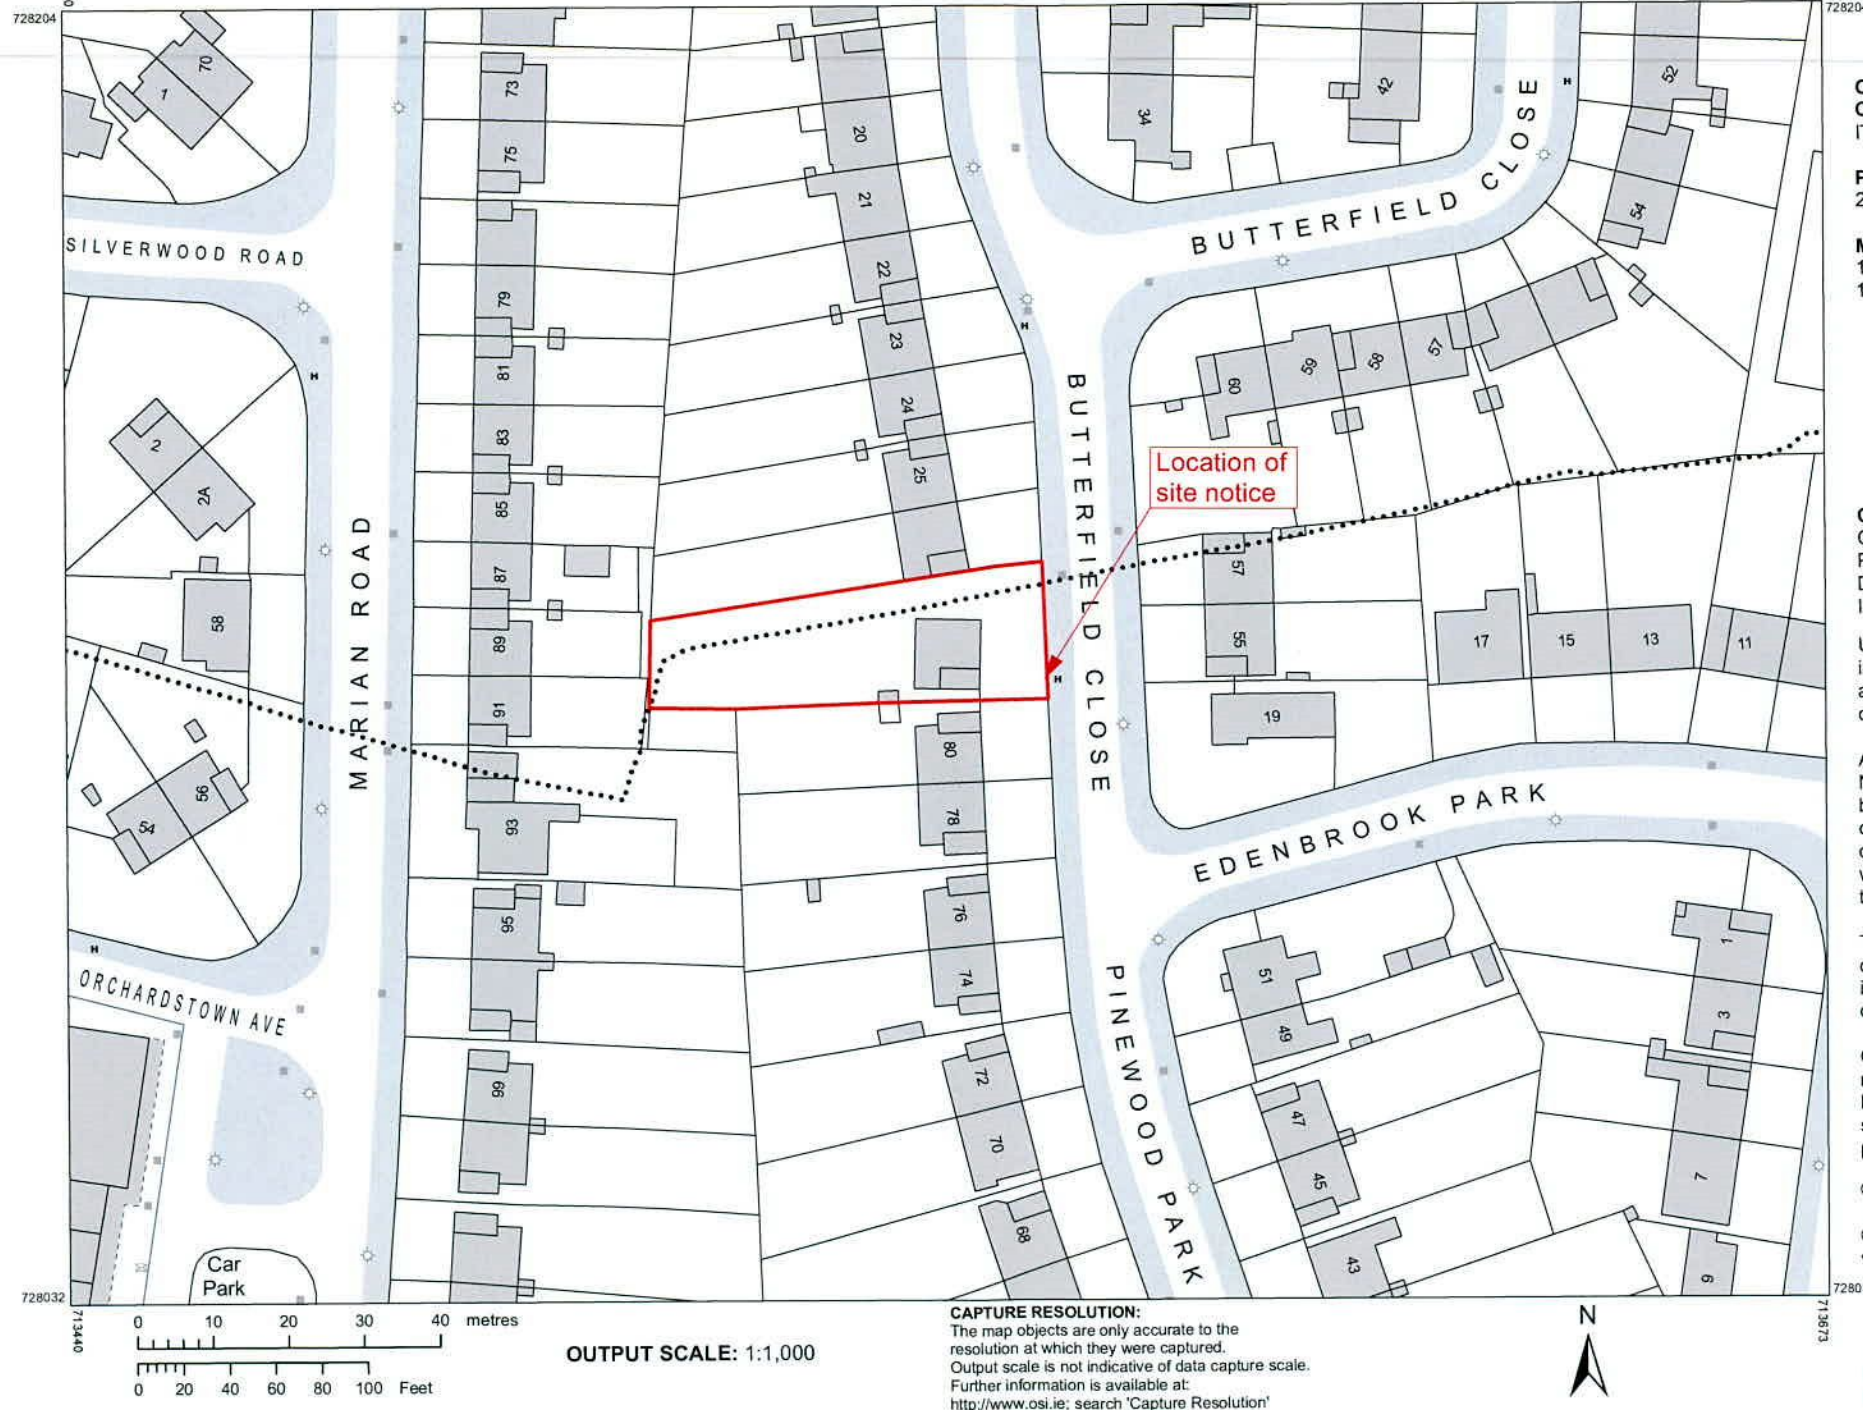 728204
728204
70
1
73
75
20
34
42
52
21
54
SILVERWOOD ROAD
BUTTERFIELD CLOSE
79
22
23
81
60
59
58
57
24
83
2
2A
85
25
Location of
site notice
MARIAN ROAD
BUTTERFIELD CLOSE
87
57
58
89
55
17
15
13
11
91
19
80
56
54
93
78
EDENBROOK PARK
95
76
74
51
49
1
3
ORCHARDSTOWN AVE
PINEWOOD PARK
99
72
70
47
45
7
68
43
9
Car
Park
728032
7280
713440
713673
0 10 20 30 40 metres
0 20 40 60 80 100 Feet
OUTPUT SCALE: 1:1,000
CAPTURE RESOLUTION:
The map objects are only accurate to the
resolution at which they were captured.
Output scale is not indicative of data capture scale.
Further information is available at:
http://www.osi.ie; search 'Capture Resolution'
N